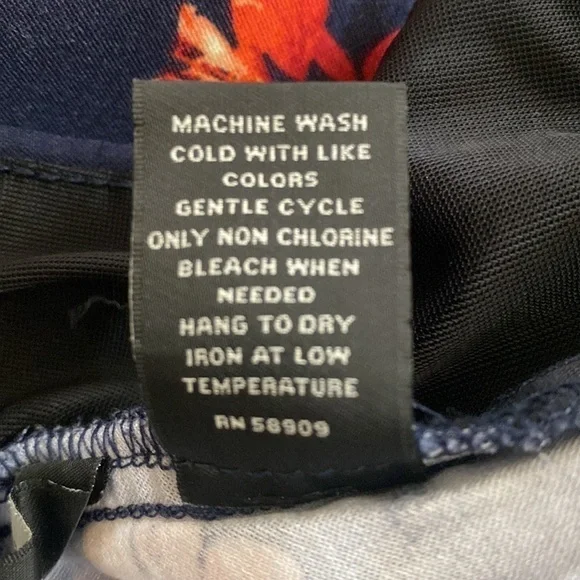 MACHINE WASH
COLD WITH LIKE
COLORS
GENTLE CYCLE
ONLY NON CHLORINE
BLEACH WHEN
NEEDED
HANG TO DRY
IRON AT LOW
TEMPERATURE
RN 58909